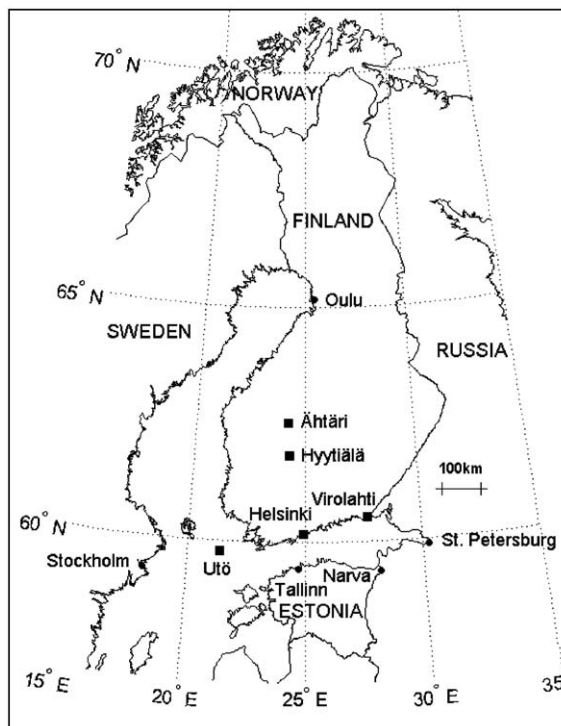 70° N
NORWAY
FINLAND
65° N
Oulu
SWEDEN
RUSSIA
Ähtäri
Hyytiälä
100km
Virolahti
Helsinki
60° N
St. Petersburg
Stockholm
Utö
Narva
Tallinn
ESTONIA
15° E
20° E
25° E
30° E
35